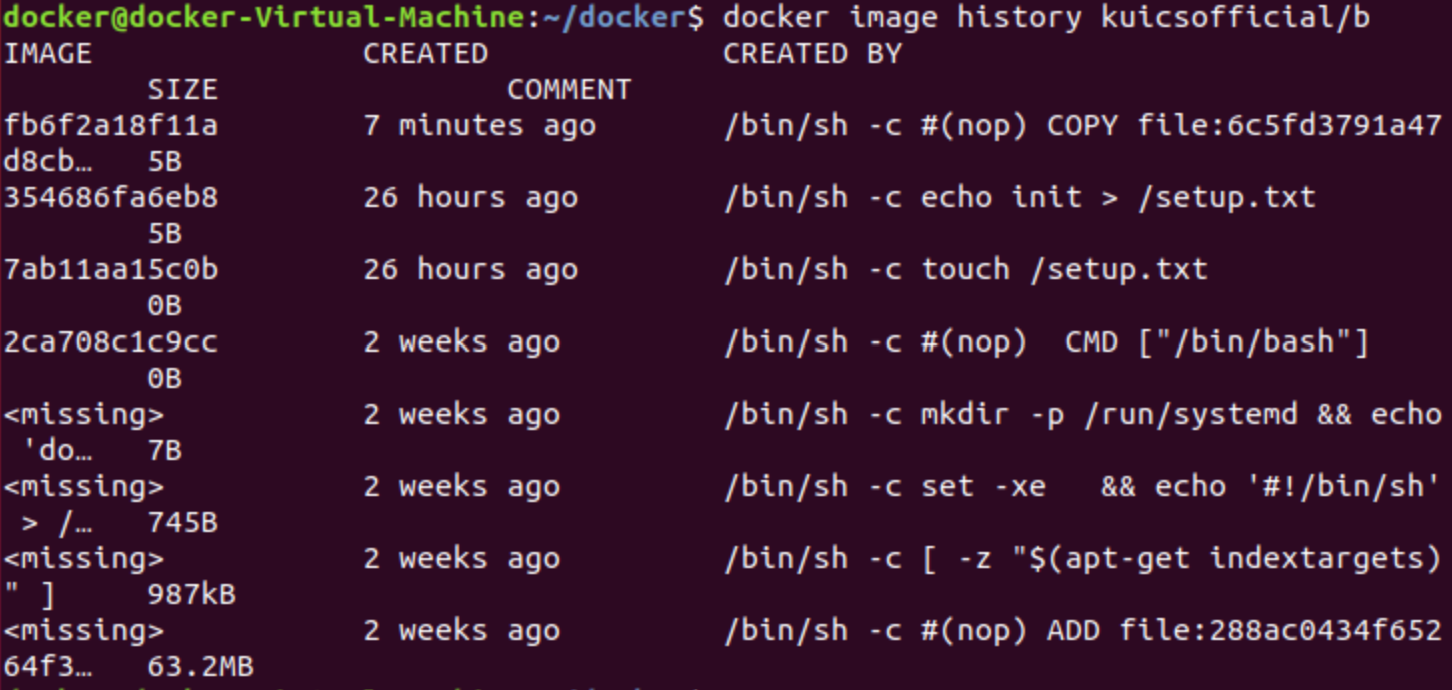 docker@docker-Virtual-Machine:~/docker$ docker image history kuicsofficial/b
IMAGE               CREATED             CREATED BY
        SIZE                COMMENT
fb6f2a18f11a        7 minutes ago       /bin/sh -c #(nop) COPY file:6c5fd3791a47
d8cb…   5B
354686fa6eb8        26 hours ago        /bin/sh -c echo init > /setup.txt
        5B
7ab11aa15c0b        26 hours ago        /bin/sh -c touch /setup.txt
        0B
2ca708c1c9cc        2 weeks ago         /bin/sh -c #(nop)  CMD ["/bin/bash"]
        0B
<missing>           2 weeks ago         /bin/sh -c mkdir -p /run/systemd && echo
 'do…   7B
<missing>           2 weeks ago         /bin/sh -c set -xe   && echo '#!/bin/sh'
 > /…   745B
<missing>           2 weeks ago         /bin/sh -c [ -z "$(apt-get indextargets)
" ]     987kB
<missing>           2 weeks ago         /bin/sh -c #(nop) ADD file:288ac0434f652
64f3…   63.2MB